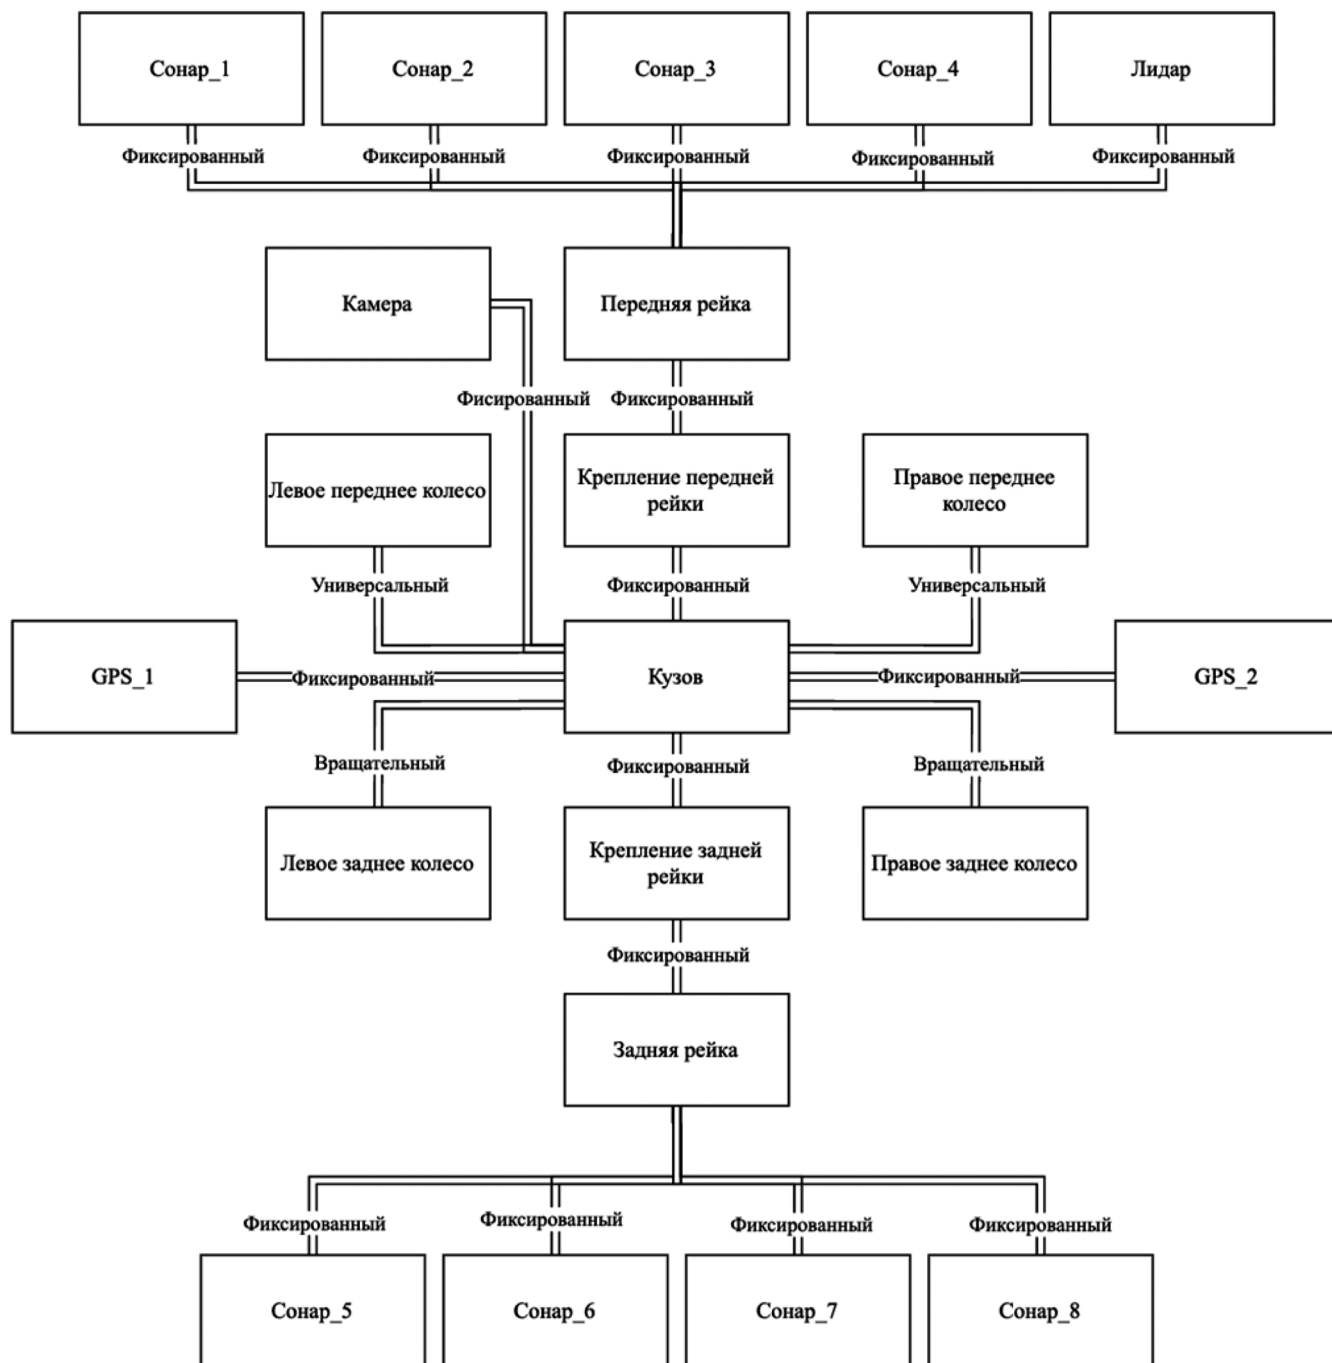 Сонар_1
Сонар_2
Сонар_3
Сонар_4
Лидар
Фиксированный
Фиксированный
Фиксированный
Фиксированный
Фиксированный
Камера
Передняя рейка
Фисированный
Фиксированный
Левое переднее колесо
Крепление передней
рейки
Правое переднее
колесо
Универсальный
Фиксированный
Универсальный
GPS_1
Фиксированный
Кузов
Фиксированный
GPS_2
Вращательный
Фиксированный
Вращательный
Левое заднее колесо
Крепление задней
рейки
Правое заднее колесо
Фиксированный
Задняя рейка
Фиксированный
Фиксированный
Фиксированный
Фиксированный
Сонар_5
Сонар_6
Сонар_7
Сонар_8